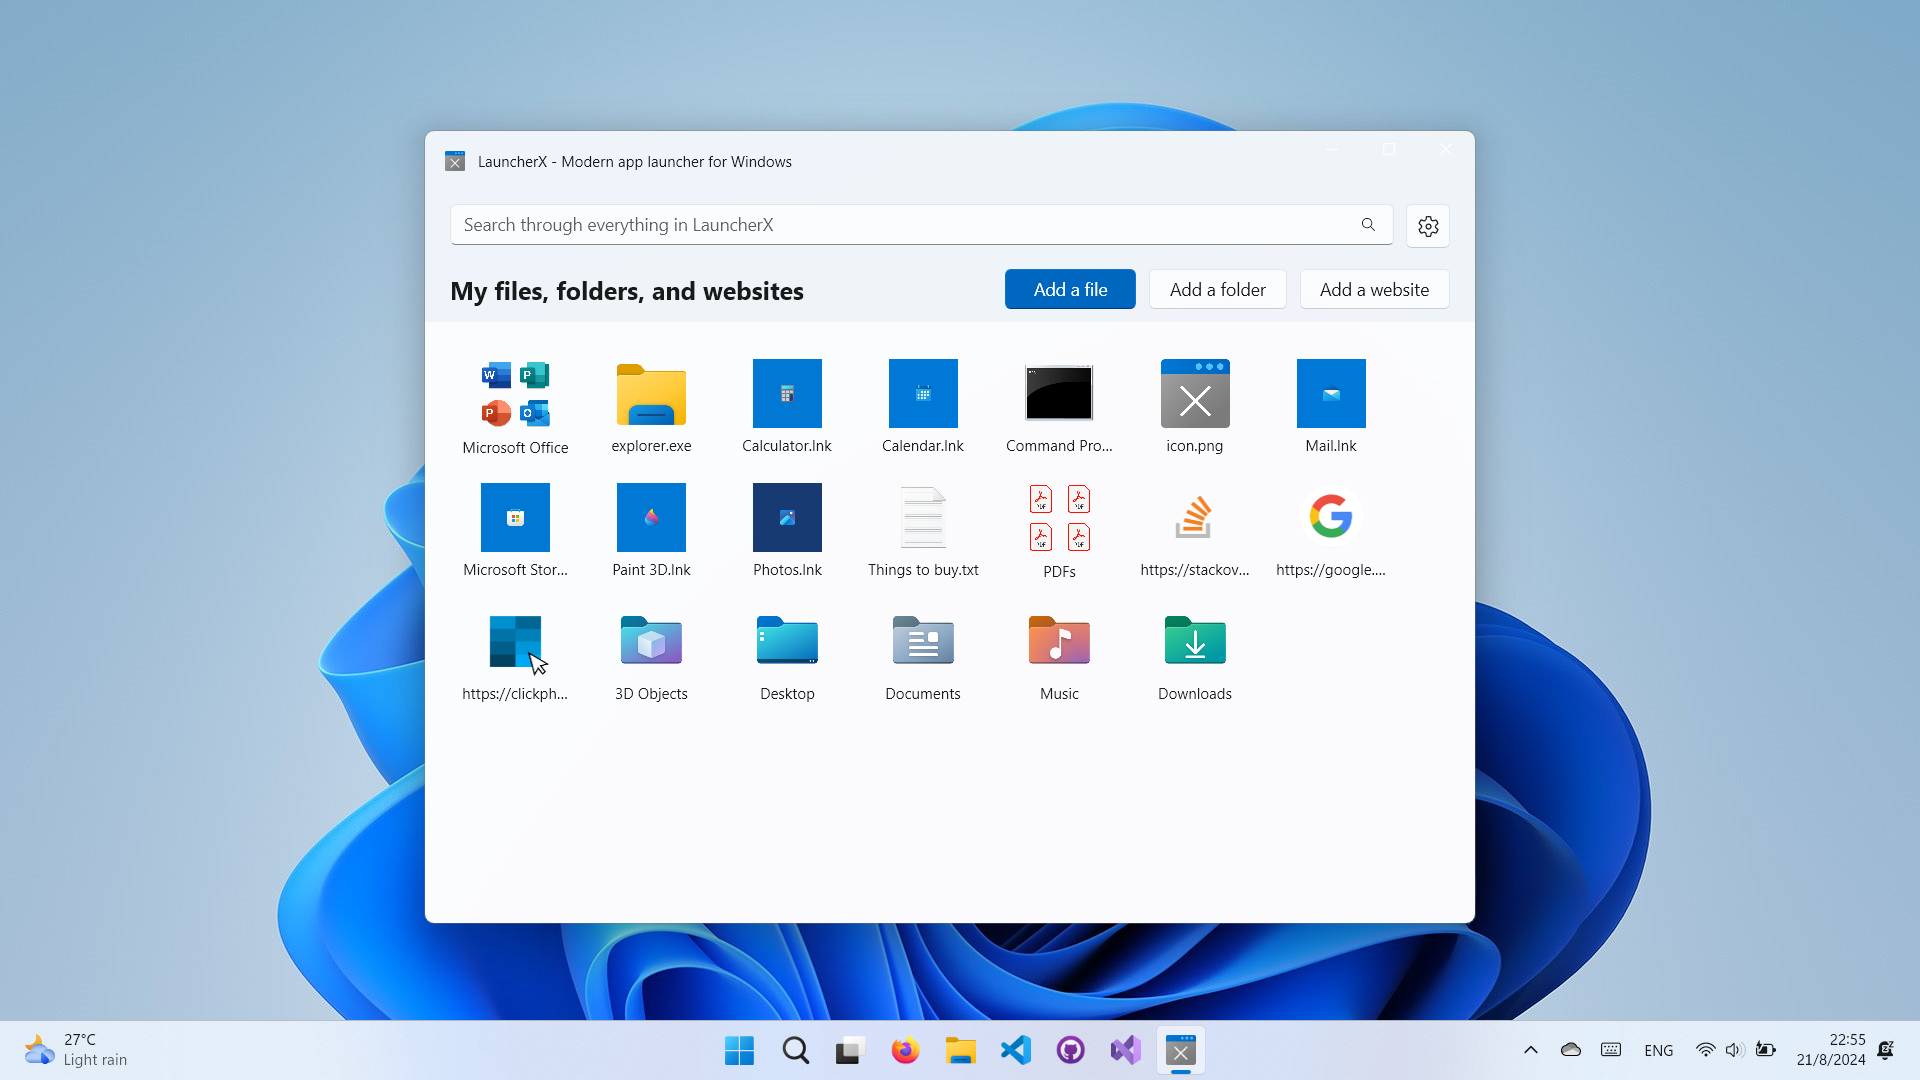 LauncherX - Modern app launcher for Windows
Search through everything in LauncherX
My files, folders, and websites
Add a file
Add a folder
Add a website
Microsoft Office
explorer.exe
Calculator.lnk
Calendar.lnk
Command Pro...
icon.png
Mail.lnk
Microsoft Stor...
Paint 3D.lnk
Photos.lnk
Things to buy.txt
PDFs
https://stackov...
https://google....
https://clickph...
3D Objects
Desktop
Documents
Music
Downloads
27°C
Light rain
ENG
22:55
21/8/2024